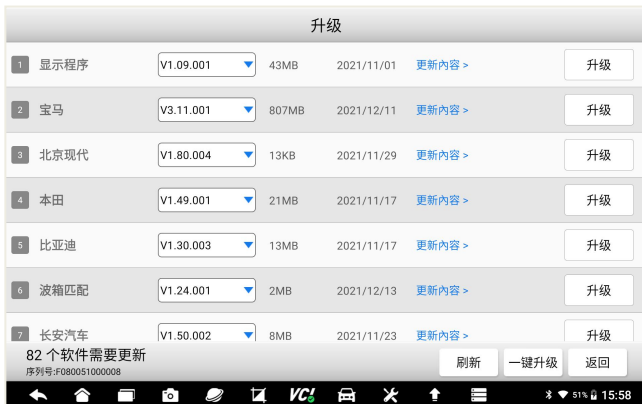 升级
1 显示程序 V1.09.001 43MB 2021/11/01 更新内容 > 升级
2 宝马 V3.11.001 807MB 2021/12/11 更新内容 > 升级
3 北京现代 V1.80.004 13KB 2021/11/29 更新内容 > 升级
4 本田 V1.49.001 21MB 2021/11/17 更新内容 > 升级
5 比亚迪 V1.30.003 13MB 2021/11/17 更新内容 > 升级
6 波箱匹配 V1.24.001 2MB 2021/12/13 更新内容 > 升级
7 长安汽车 V1.50.002 8MB 2021/11/23 更新内容 > 升级
82 个软件需要更新 刷新 一键升级 返回
序列号:F080051000008
VC! 51% 15:58